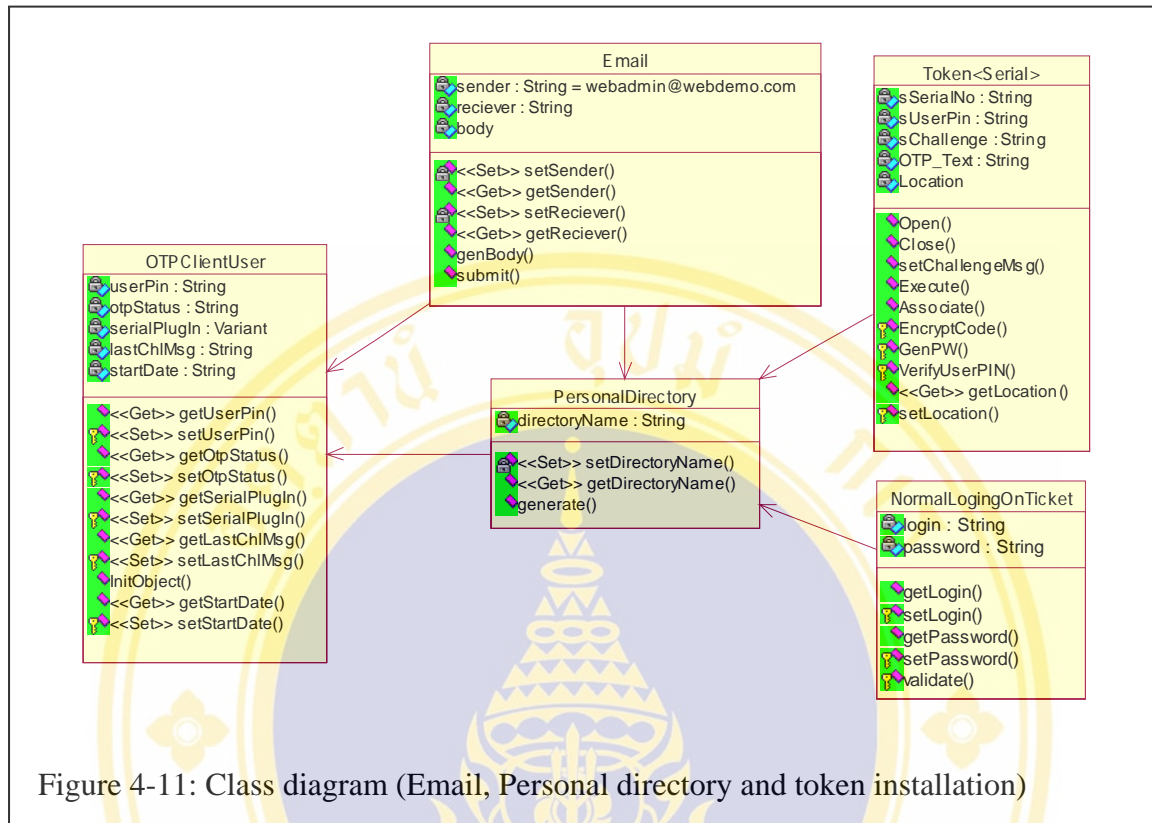 Email
sender : String = webadmin@webdemo.com
reciever : String
body
<<Set>> setSender()
<<Get>> getSender()
<<Set>> setReciever()
<<Get>> getReciever()
genBody()
submit()
Token<Serial>
sSerialNo : String
sUserPin : String
sChallenge : String
OTP_Text : String
Location
Open()
Close()
setChallengeMsg()
Execute()
Associate()
EncryptCode()
GenPW()
VerifyUserPIN()
<<Get>> getLocation()
setLocation()
OTPClientUser
userPin : String
otpStatus : String
serialPlugIn : Variant
lastChlMsg : String
startDate : String
<<Get>> getUserPin()
<<Set>> setUserPin()
<<Get>> getOtpStatus()
<<Set>> setOtpStatus()
<<Get>> getSerialPlugIn()
<<Set>> setSerialPlugIn()
<<Get>> getLastChlMsg()
<<Set>> setLastChlMsg()
InitObject()
<<Get>> getStartDate()
<<Set>> setStartDate()
PersonalDirectory
directoryName : String
<<Set>> setDirectoryName()
<<Get>> getDirectoryName()
generate()
NormalLogingOnTicket
login : String
password : String
getLogin()
setLogin()
getPassword()
setPassword()
validate()
Figure 4-11: Class diagram (Email, Personal directory and token installation)